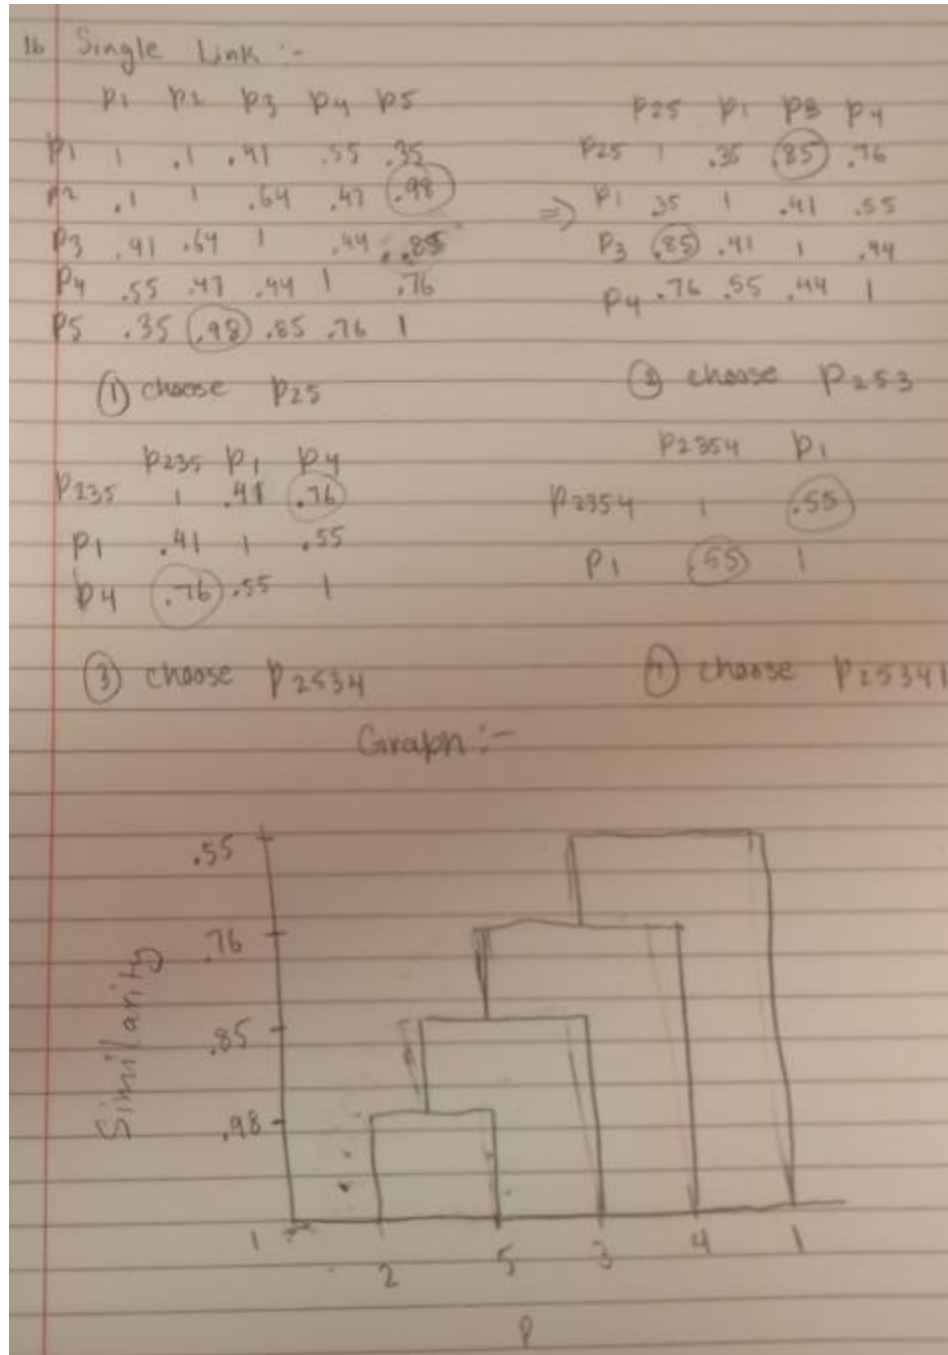 16 Single Link :-
p1 p2 p3 p4 p5
p1 1 .1 .41 .55 .35
p2 .1 1 .64 .47 .98
p3 .41 .64 1 .44 .85
p4 .55 .47 .44 1 .76
p5 .35 .98 .85 .76 1
① choose p25
⇒
p25 p1 p3 p4
p25 1 .35 .85 .76
p1 .35 1 .41 .55
p3 .85 .41 1 .44
p4 .76 .55 .44 1
② choose p253
p235 p1 p4
p235 1 .41 .76
p1 .41 1 .55
p4 .76 .55 1
③ choose p2534
p2354 p1
p2354 1 .55
p1 .55 1
④ choose p25341
Graph :-
Similarity
.55
.76
.85
.98
1
2 5 3 4 1
P